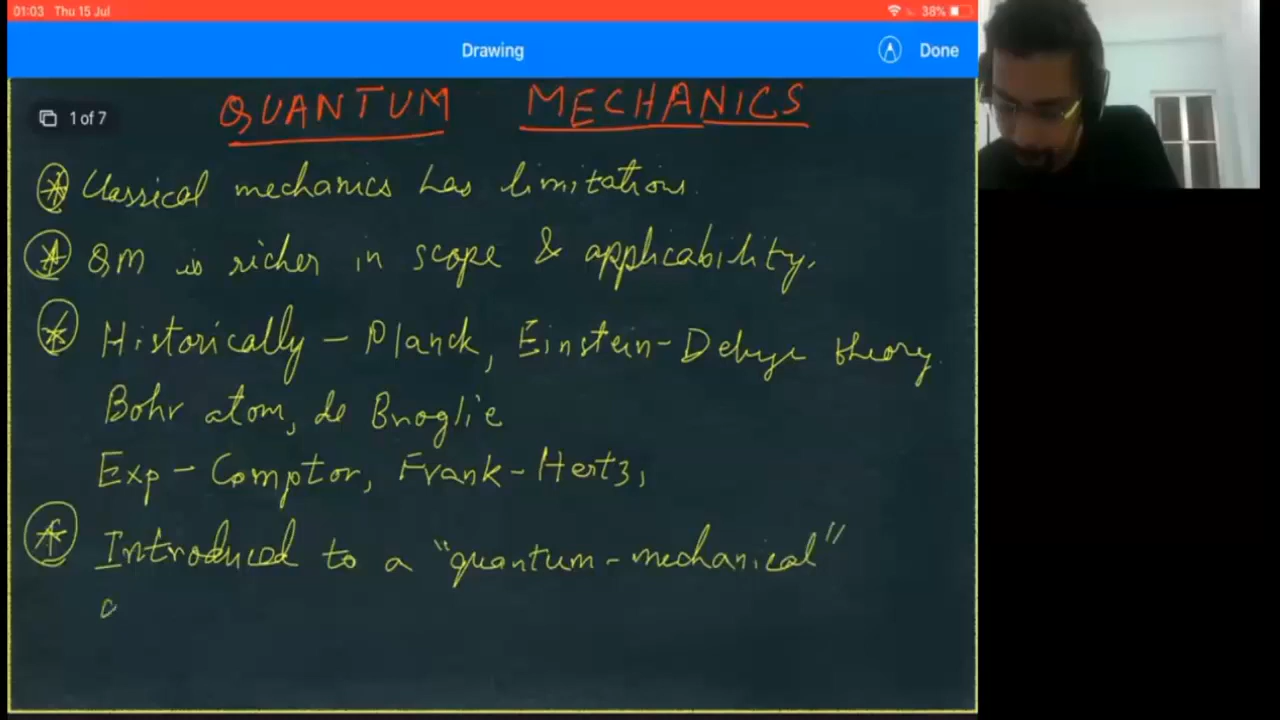 01:03 Thu 15 Jul 38%
Drawing Done
1 of 7
QUANTUM MECHANICS
Classical mechanics has limitations.
QM is richer in scope & applicability.
Historically - Planck, Einstein-Debye theory.
Bohr atom, de Broglie
Exp - Compton, Frank-Hertz,
Introduced to a "quantum-mechanical"